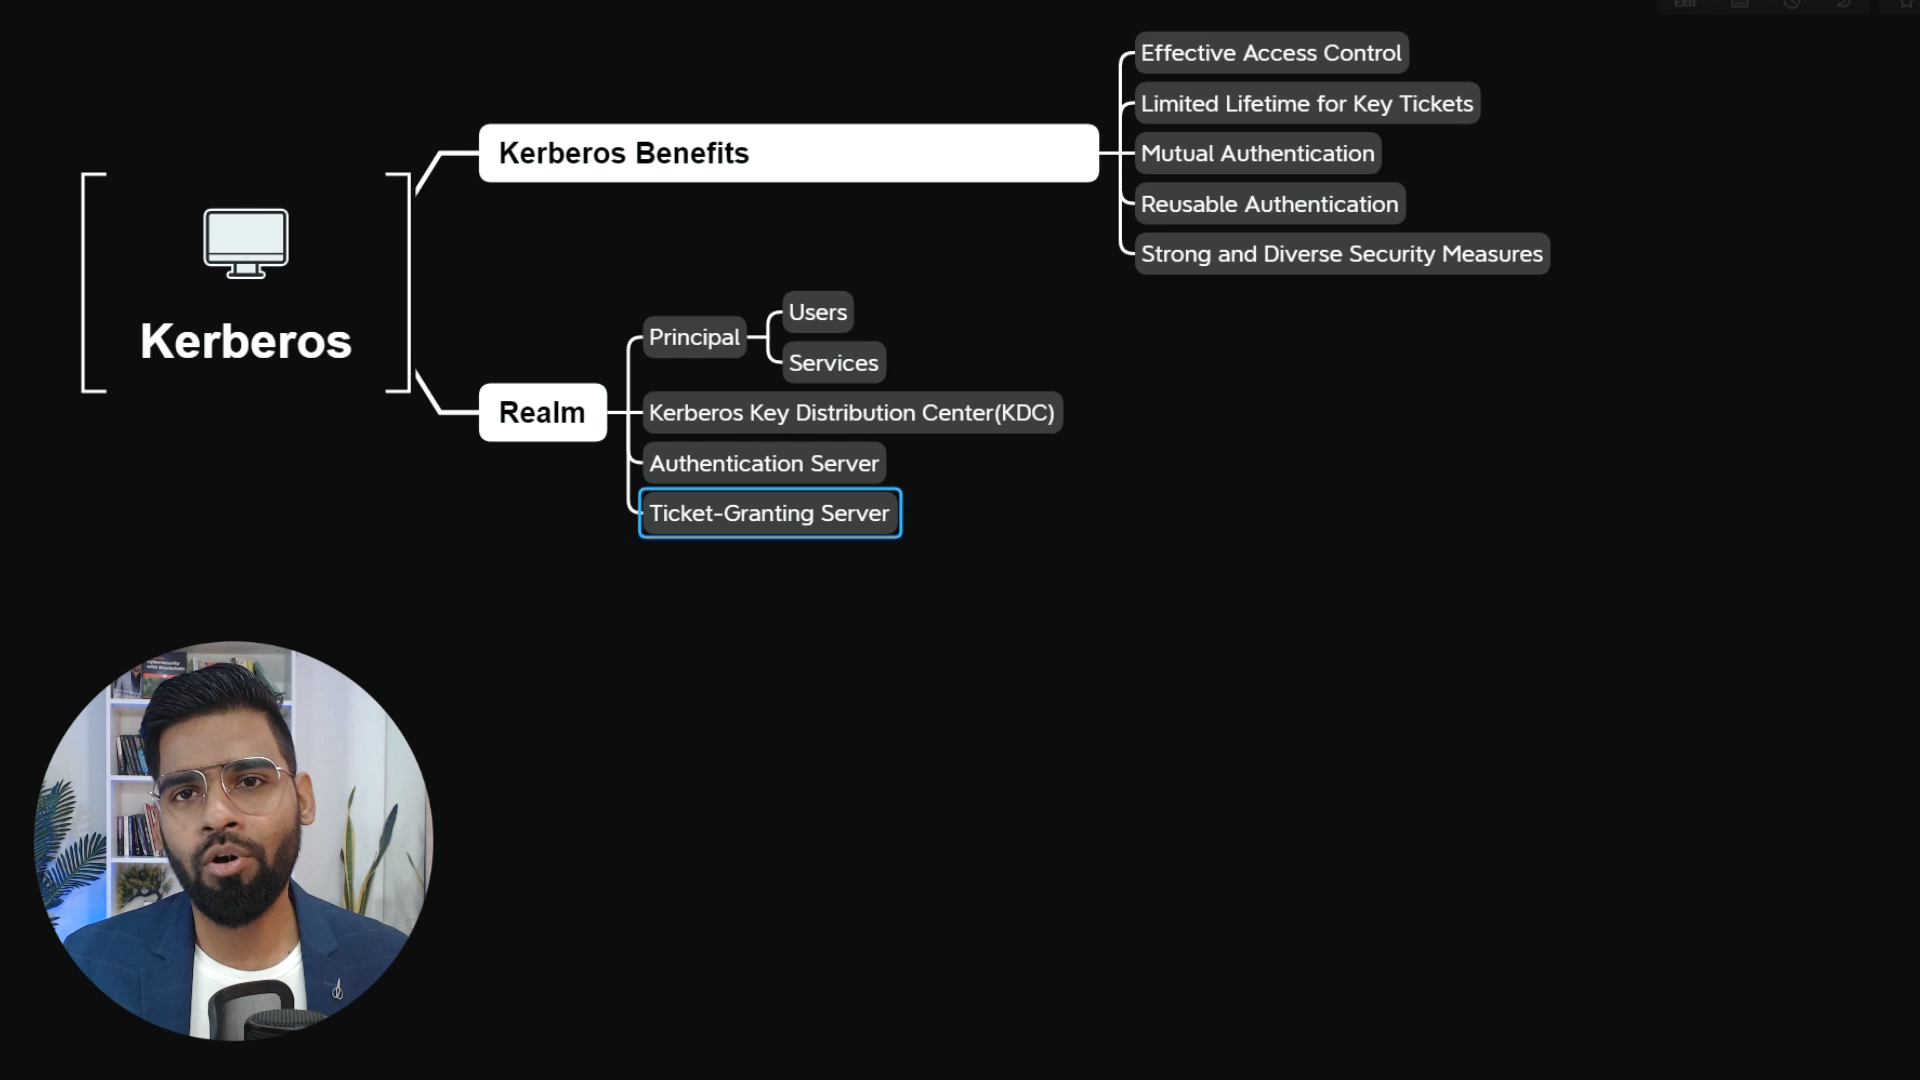 Exit
Kerberos
Kerberos Benefits
Effective Access Control
Limited Lifetime for Key Tickets
Mutual Authentication
Reusable Authentication
Strong and Diverse Security Measures
Realm
Principal
Users
Services
Kerberos Key Distribution Center(KDC)
Authentication Server
Ticket-Granting Server